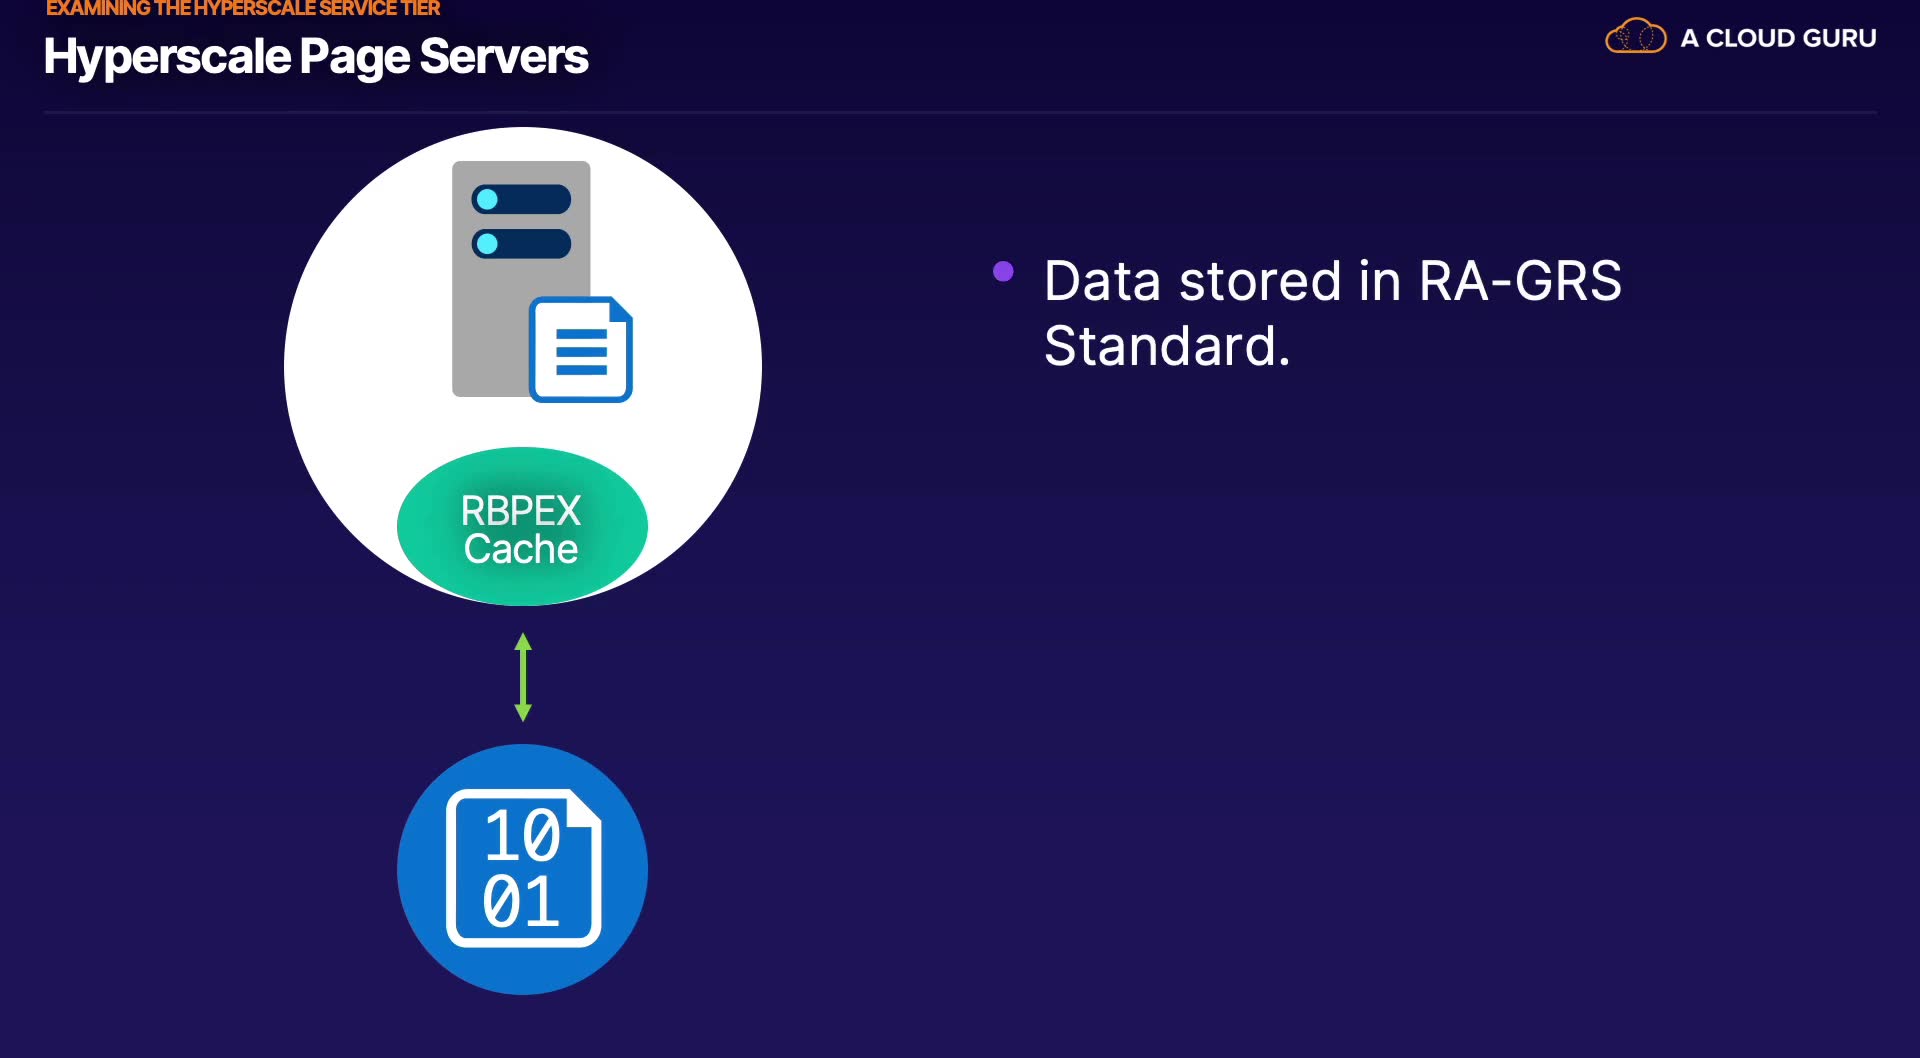 EXAMINING THE HYPERSCALE SERVICE TIER
Hyperscale Page Servers
A CLOUD GURU
RBPEX
Cache
10
01
Data stored in RA-GRS
Standard.